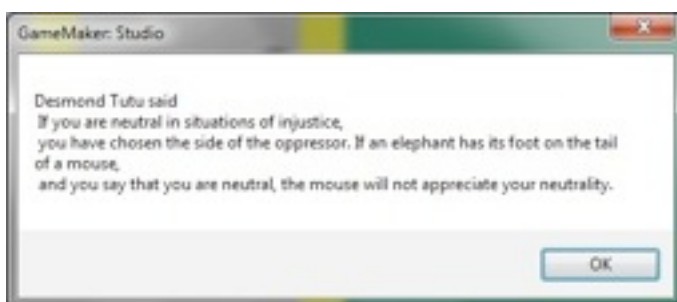 GameMaker: Studio
Desmond Tutu said
If you are neutral in situations of injustice,
you have chosen the side of the oppressor. If an elephant has its foot on the tail
of a mouse,
and you say that you are neutral, the mouse will not appreciate your neutrality.
OK